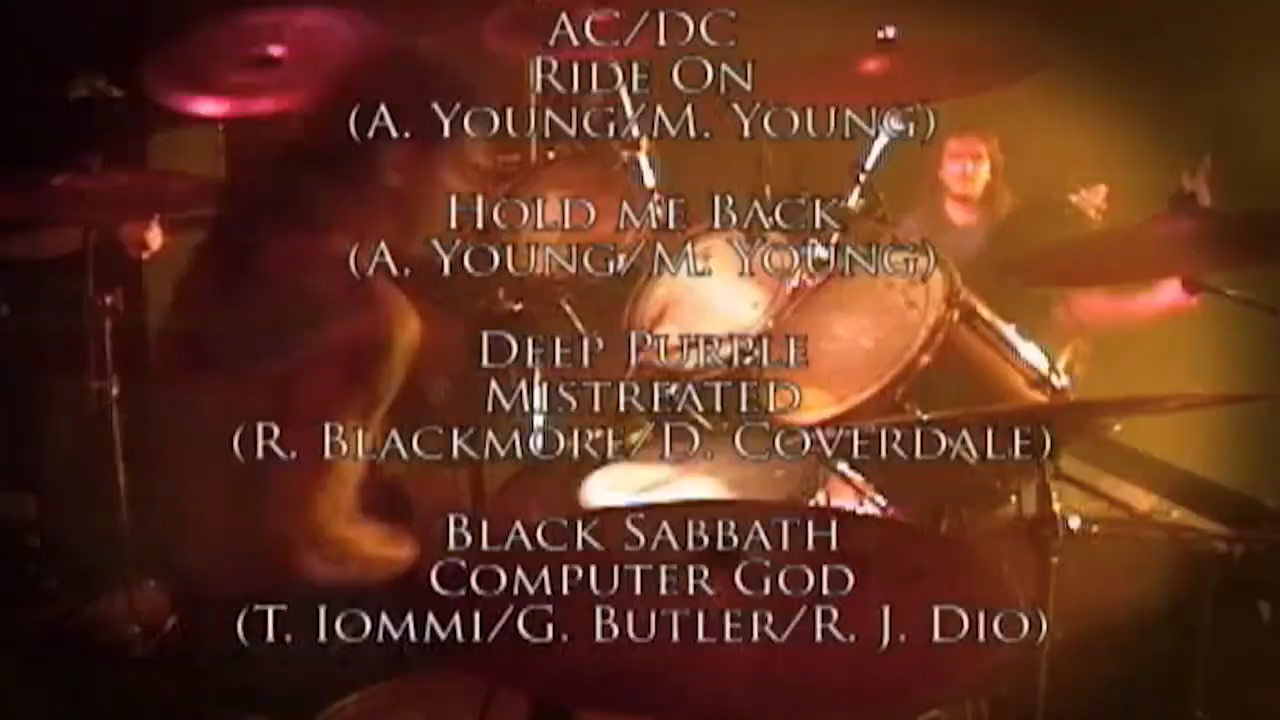 AC/DC
RIDE ON
(A. YOUNG/M. YOUNG)
HOLD ME BACK
(A. YOUNG/M. YOUNG)
DEEP PURPLE
MISTREATED
(R. BLACKMORE/D. COVERDALE)
BLACK SABBATH
COMPUTER GOD
(T. IOMMI/G. BUTLER/R. J. DIO)